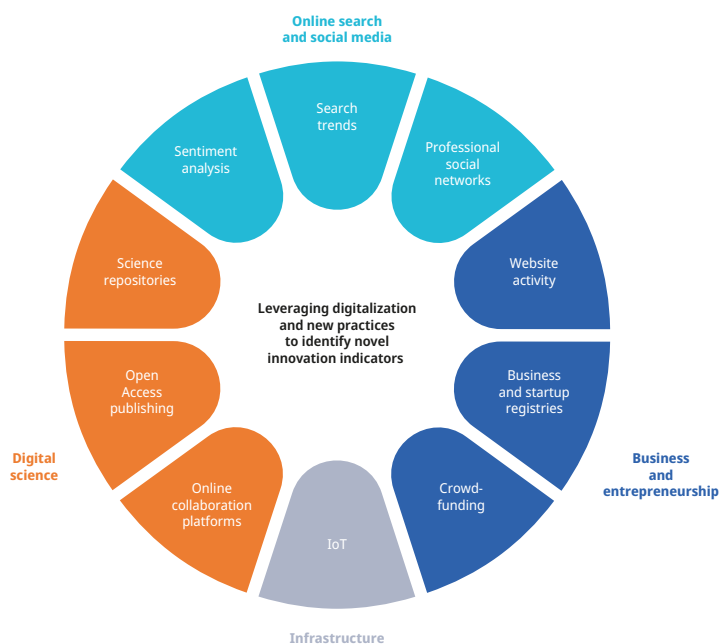 Online search
and social media
Search
trends
Professional
social
networks
Sentiment
analysis
Website
activity
Science
repositories
Leveraging digitalization
and new practices
to identify novel
innovation indicators
Business
and startup
registries
Open
Access
publishing
Digital
science
Business
and
entrepreneurship
Crowd-
funding
Online
collaboration
platforms
IoT
Infrastructure